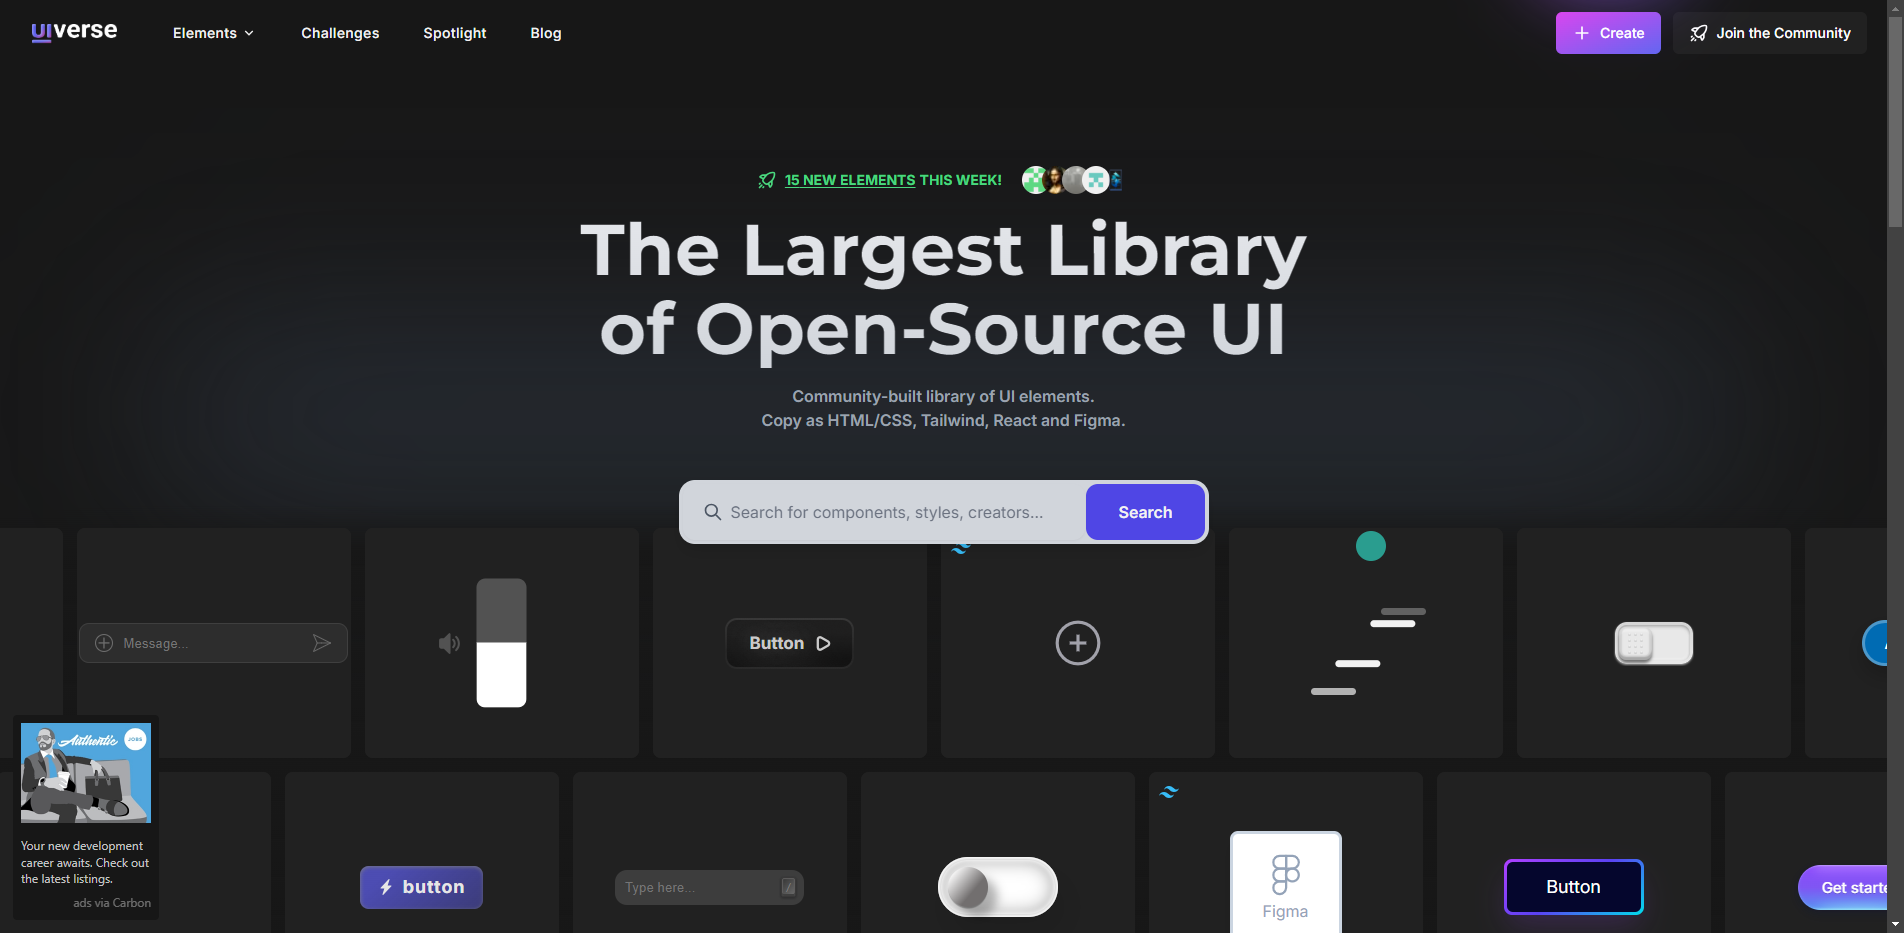 uiverse
Elements
Challenges
Spotlight
Blog
Create
Join the Community
15 NEW ELEMENTS THIS WEEK!
The Largest Library
of Open-Source UI
Community-built library of UI elements.
Copy as HTML/CSS, Tailwind, React and Figma.
Search for components, styles, creators...
Search
Message...
Button
Authentic
JOBS
Your new development
career awaits. Check out
the latest listings.
ads via Carbon
button
Type here...
/
Figma
Button
Get starte